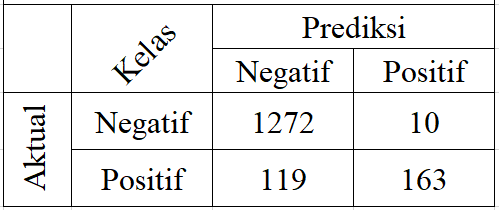 Kelas Prediksi
Negatif Positif
Aktual Negatif 1272 10
Positif 119 163